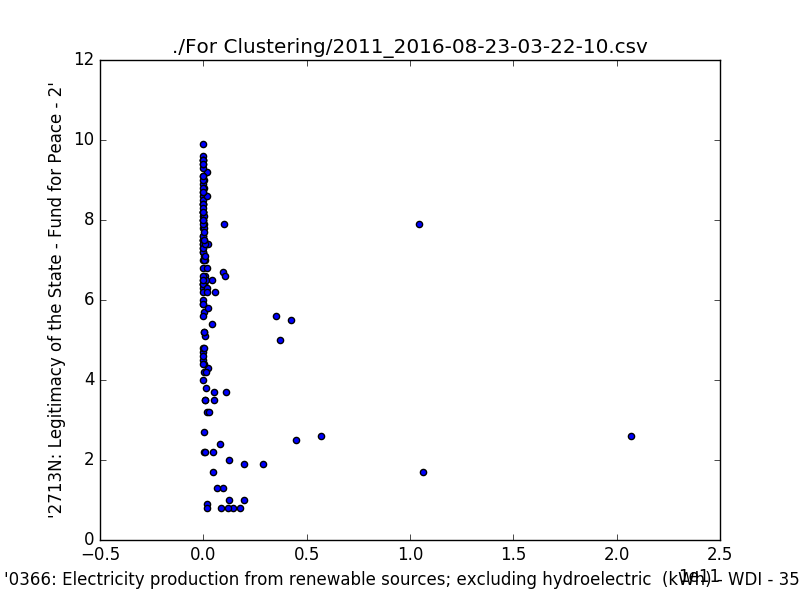 ./For Clustering/2011_2016-08-23-03-22-10.csv
12
10
8
6
4
2
0
'2713N: Legitimacy of the State - Fund for Peace - 2'
−0.5 0.0 0.5 1.0 1.5 2.0 2.5
1e11
'0366: Electricity production from renewable sources; excluding hydroelectric (kWh) - WDI - 35